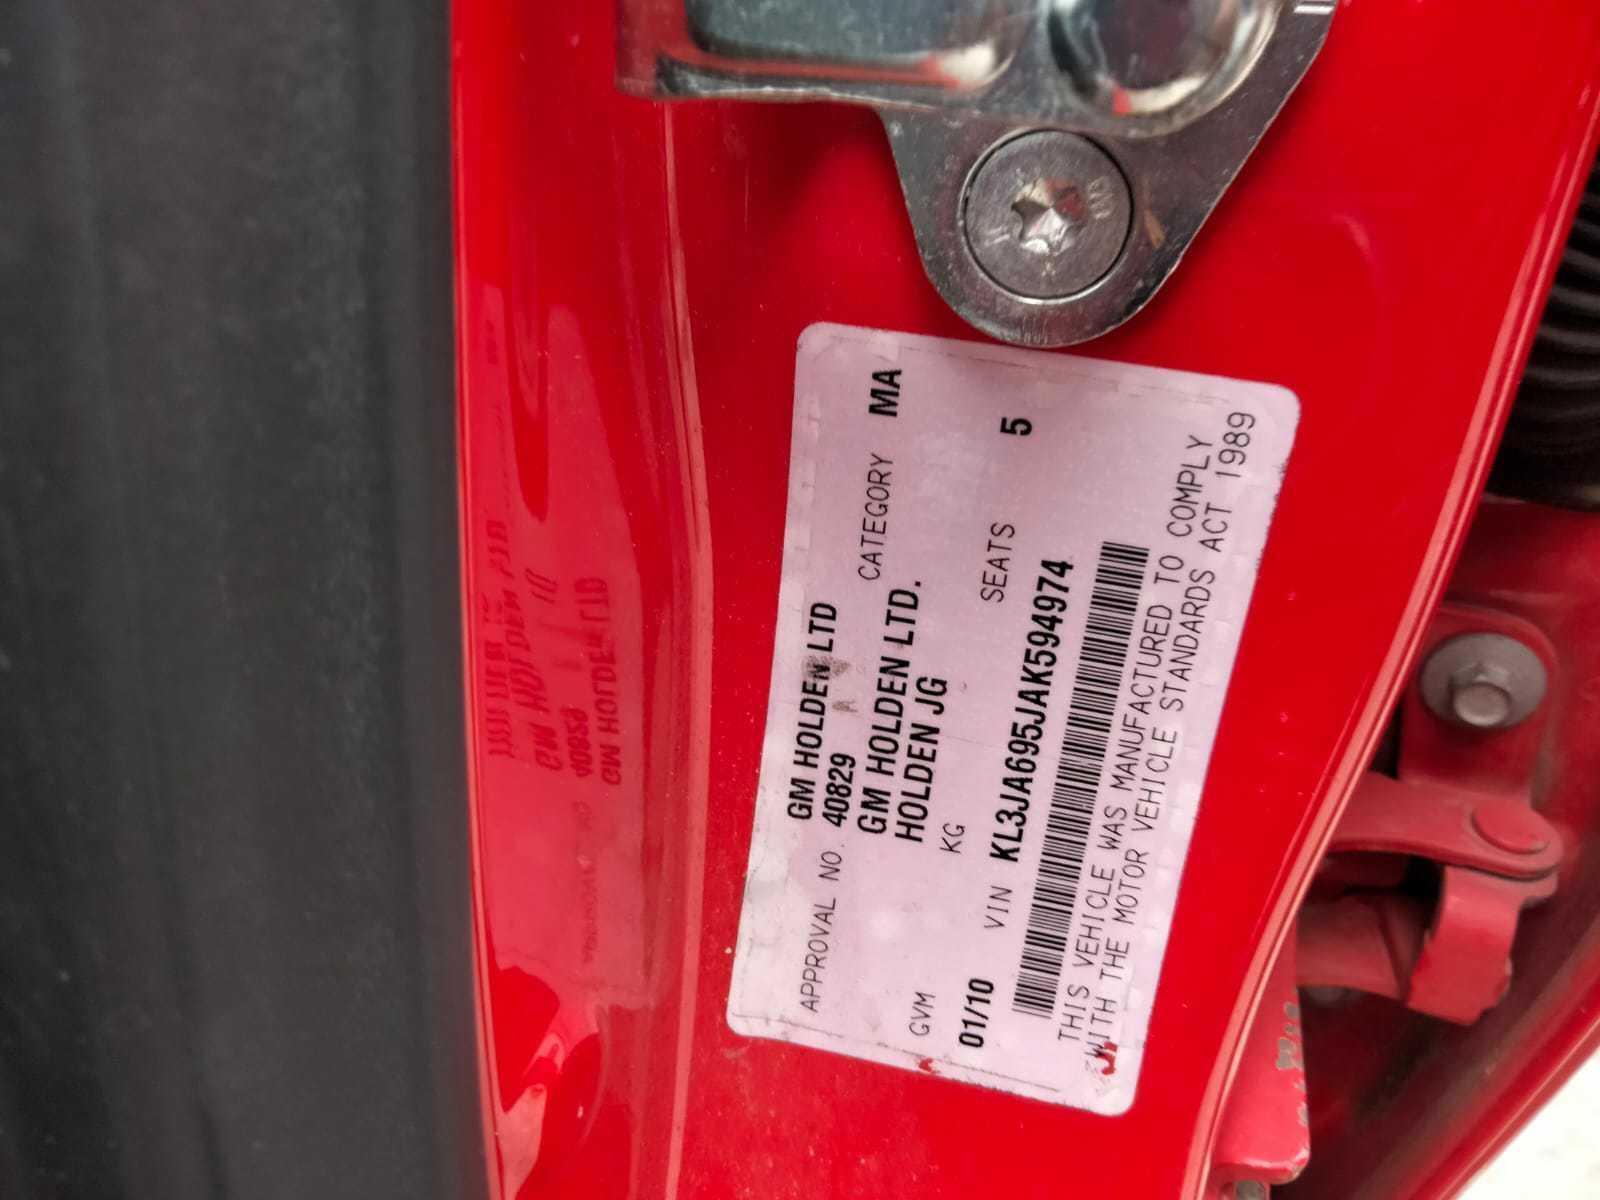 GM HOLDEN LTD
APPROVAL NO. 40829 CATEGORY MA
GM HOLDEN LTD.
HOLDEN JG
GVM KG SEATS 5
01/10 VIN KL3JA695JAK594974
THIS VEHICLE WAS MANUFACTURED TO COMPLY
WITH THE MOTOR VEHICLE STANDARDS ACT 1989